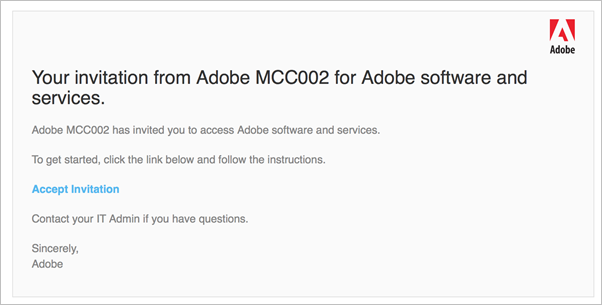 Adobe
Your invitation from Adobe MCC002 for Adobe software and
services.
Adobe MCC002 has invited you to access Adobe software and services.
To get started, click the link below and follow the instructions.
Accept Invitation
Contact your IT Admin if you have questions.
Sincerely,
Adobe